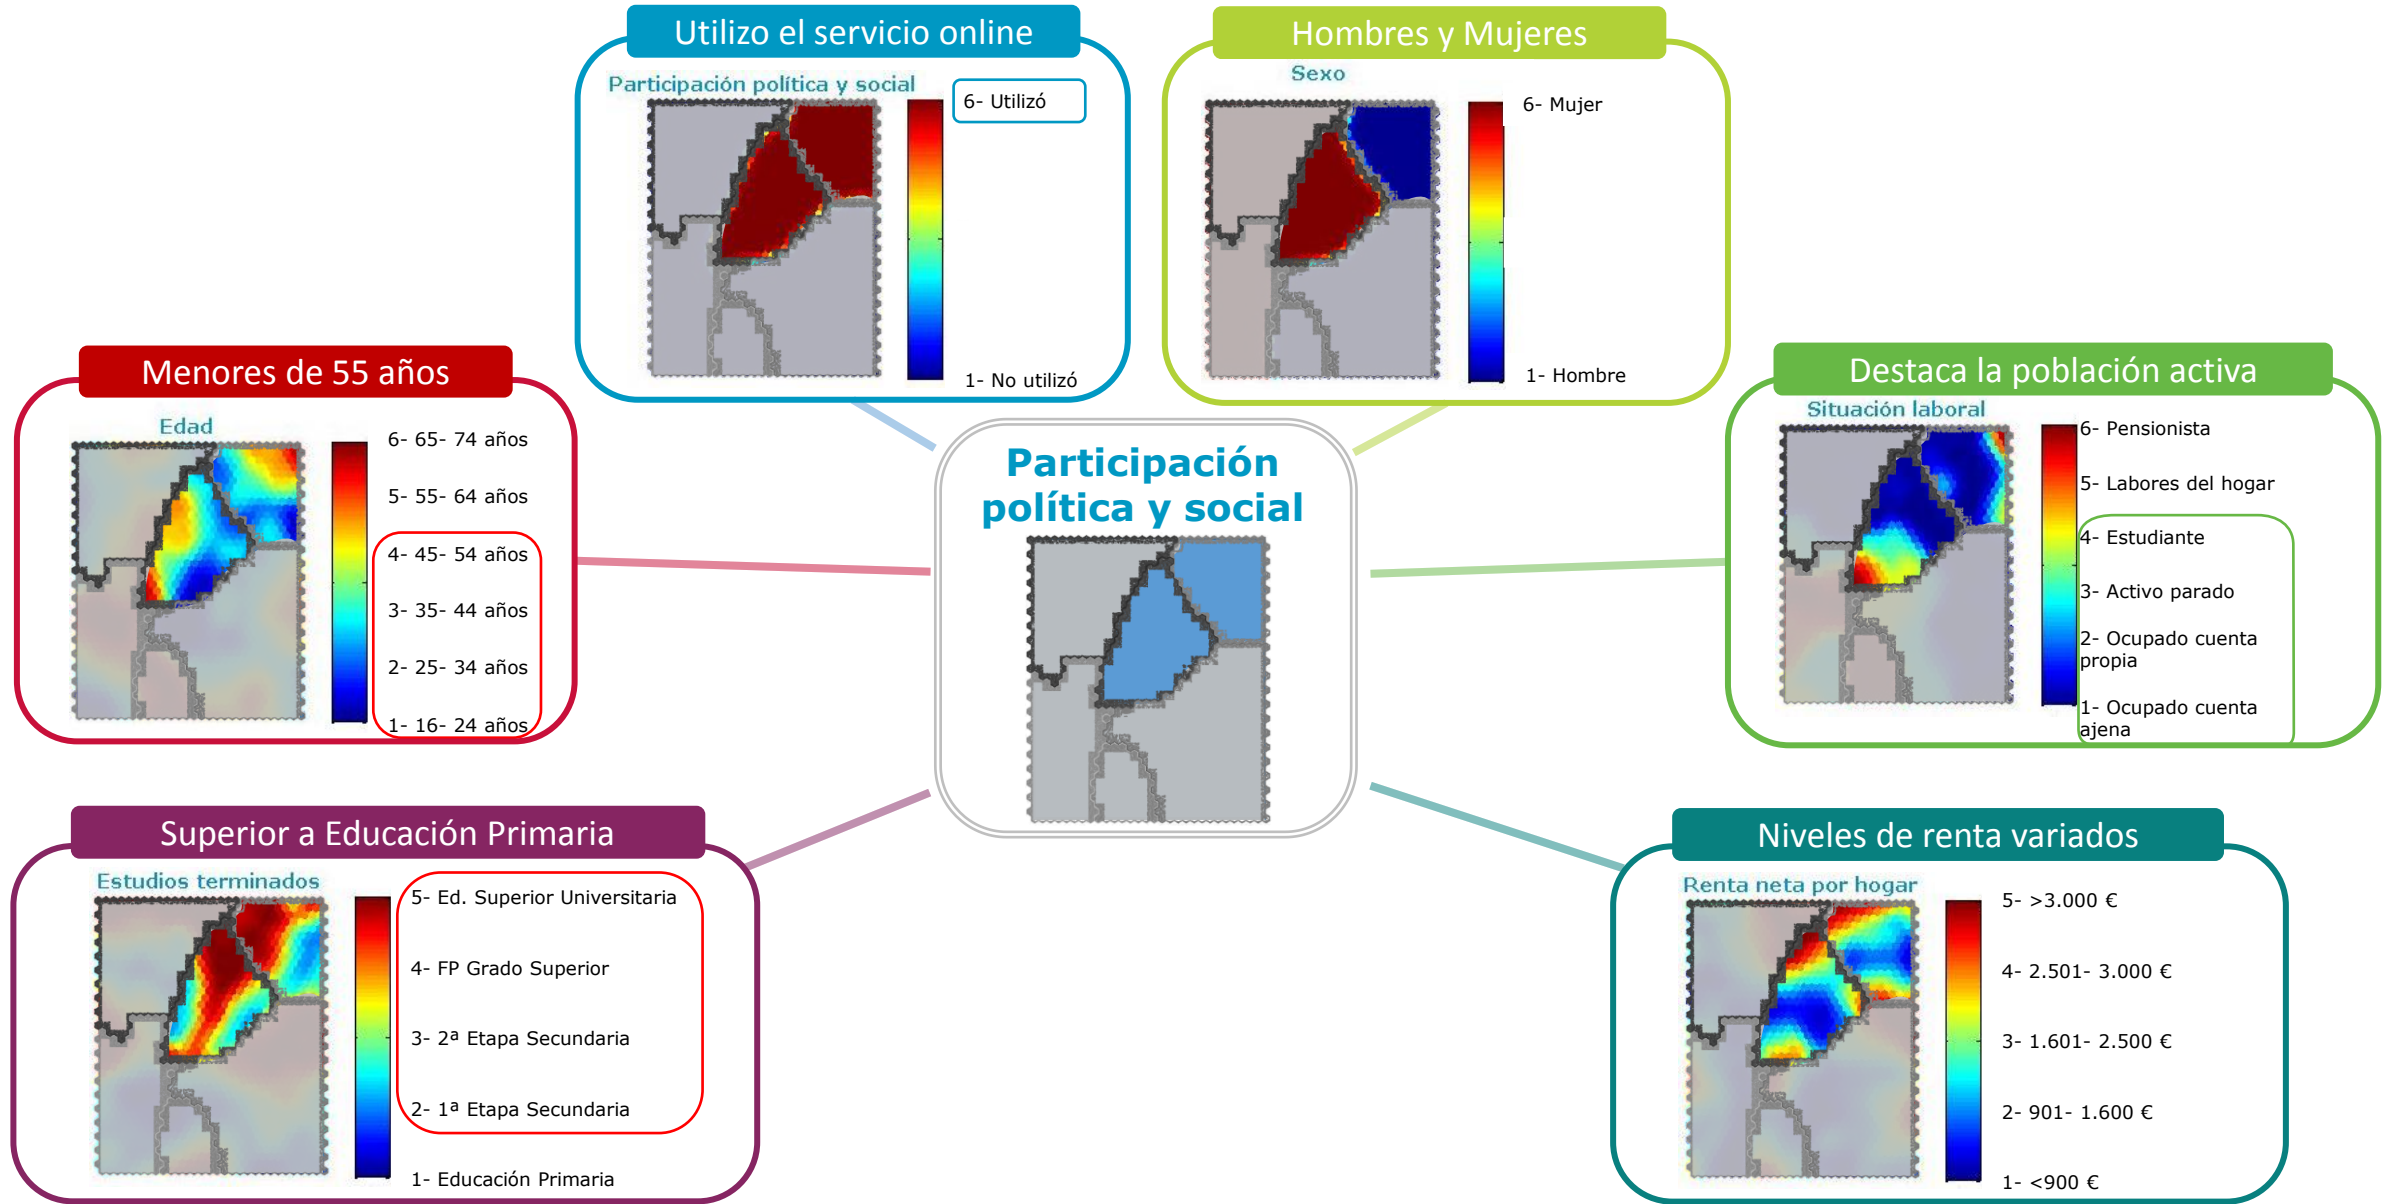 Utilizo el servicio online
Participación política y social
6- Utilizó
1- No utilizó
Hombres y Mujeres
Sexo
6- Mujer
1- Hombre
Menores de 55 años
Edad
6- 65- 74 años
5- 55- 64 años
4- 45- 54 años
3- 35- 44 años
2- 25- 34 años
1- 16- 24 años
Participación
política y social
Destaca la población activa
Situación laboral
6- Pensionista
5- Labores del hogar
4- Estudiante
3- Activo parado
2- Ocupado cuenta
propia
1- Ocupado cuenta
ajena
Superior a Educación Primaria
Estudios terminados
5- Ed. Superior Universitaria
4- FP Grado Superior
3- 2ª Etapa Secundaria
2- 1ª Etapa Secundaria
1- Educación Primaria
Niveles de renta variados
Renta neta por hogar
5- >3.000 €
4- 2.501- 3.000 €
3- 1.601- 2.500 €
2- 901- 1.600 €
1- <900 €